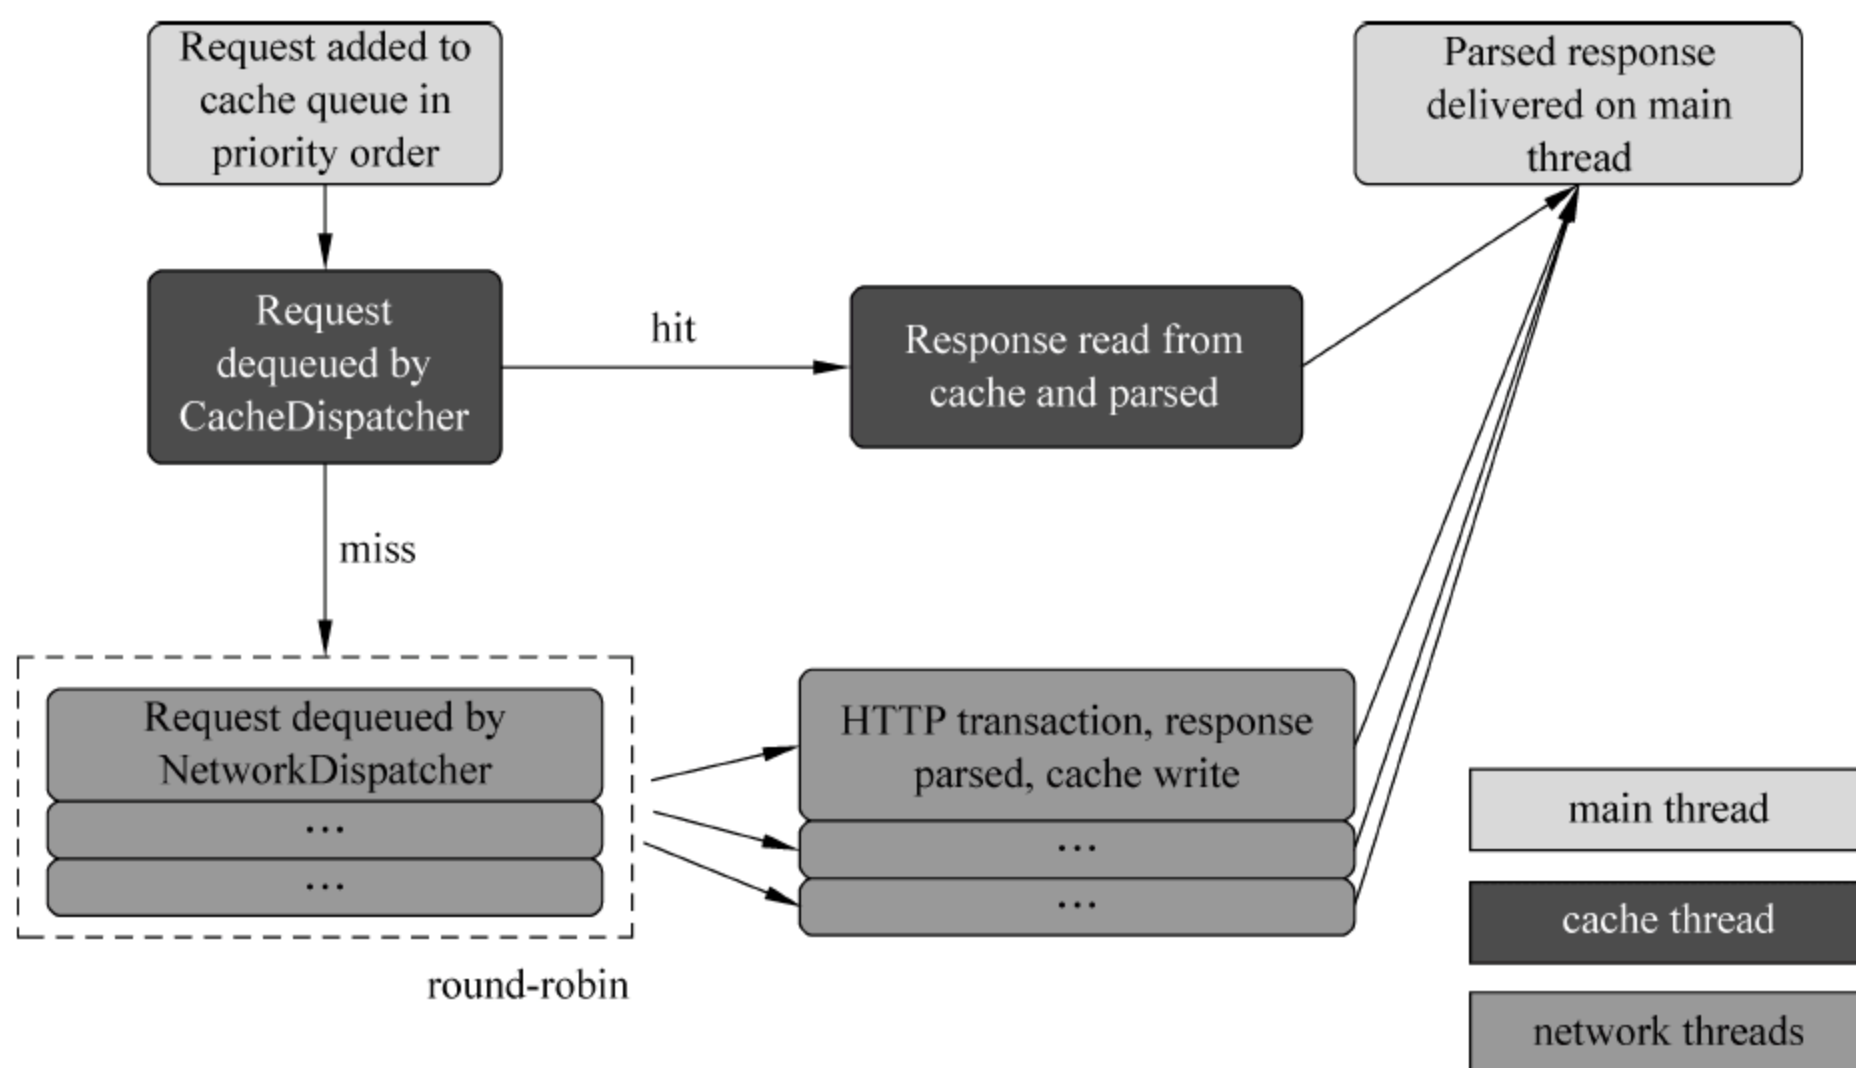 Request added to
cache queue in
priority order
Parsed response
delivered on main
thread
Request
dequeued by
CacheDispatcher
hit
Response read from
cache and parsed
miss
Request dequeued by
NetworkDispatcher
...
...
HTTP transaction, response
parsed, cache write
...
...
round-robin
main thread
cache thread
network threads